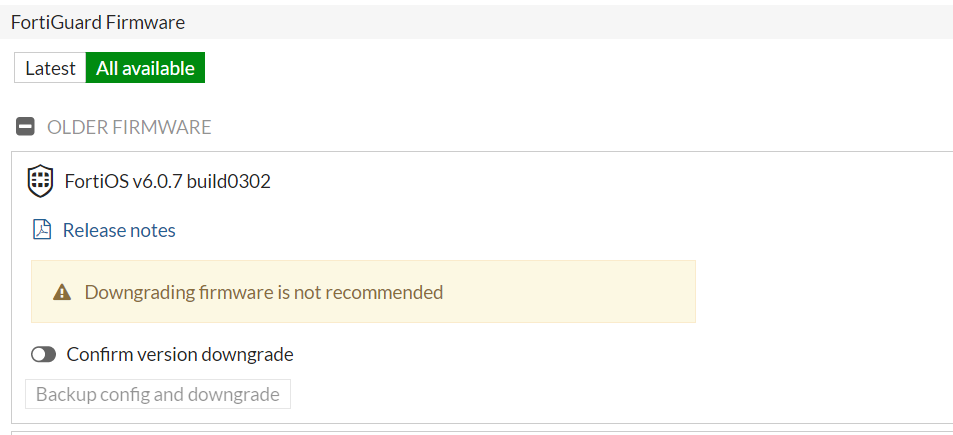 FortiGuard Firmware
Latest All available
OLDER FIRMWARE
FortiOS v6.0.7 build0302
Release notes
Downgrading firmware is not recommended
Confirm version downgrade
Backup config and downgrade